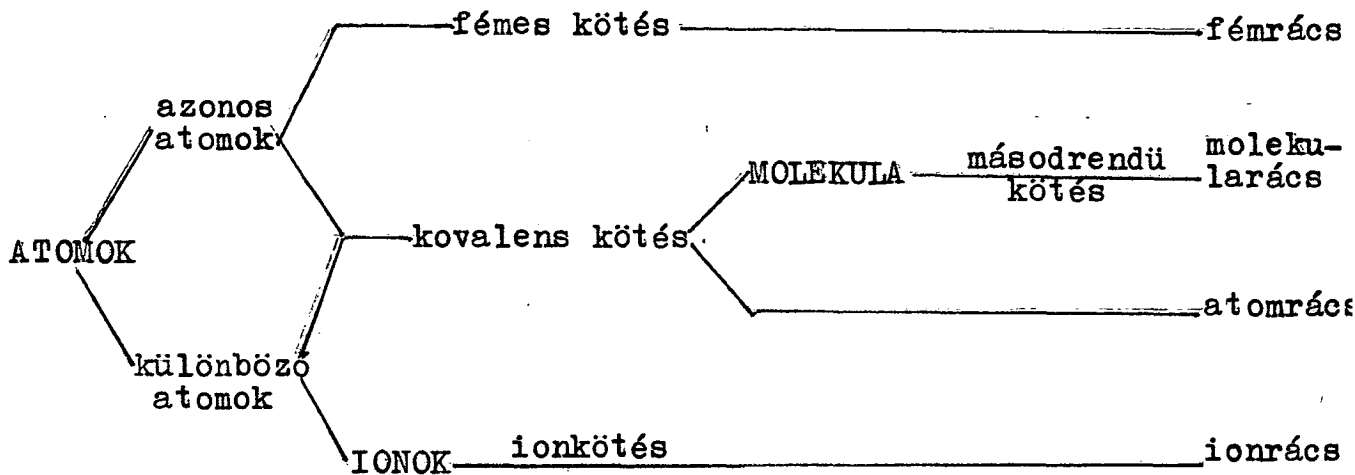 fémes kötés fémrács
azonos
atomok
MOLEKULA másodrendü kötés moleku-
larács
ATOMOK kovalens kötés
atomrács
különböző
atomok
IONOK ionkötés ionrács